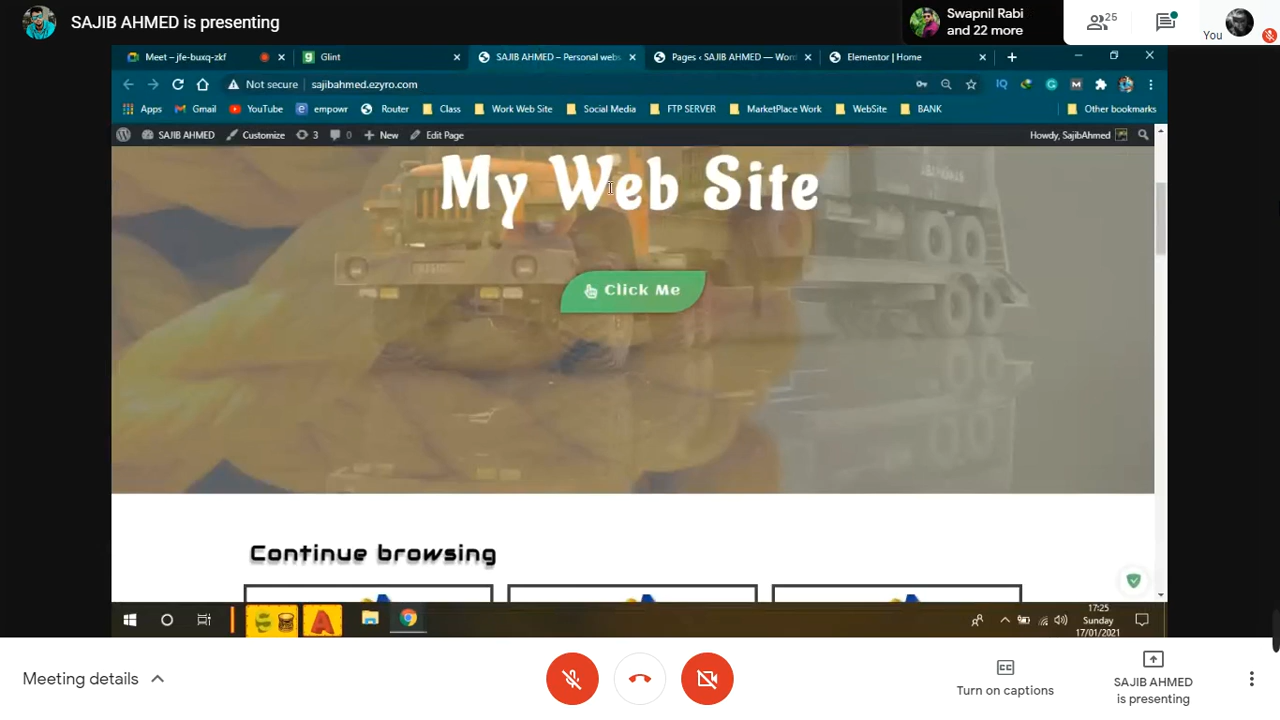 SAJIB AHMED is presenting
Swapnil Rabi
and 22 more
25
You
Meet – jfe-buxq-zkf
Glint
SAJIB AHMED – Personal webs
Pages ‹ SAJIB AHMED — Wor
Elementor | Home
Not secure
sajibahmed.ezyro.com
Apps
Gmail
YouTube
empowr
Router
Class
Work Web Site
Social Media
FTP SERVER
MarketPlace Work
WebSite
BANK
Other bookmarks
SAJIB AHMED
Customize
3
0
New
Edit Page
Howdy, SajibAhmed
My Web Site
Click Me
Continue browsing
17:25
Sunday
17/01/2021
Meeting details
Turn on captions
SAJIB AHMED
is presenting